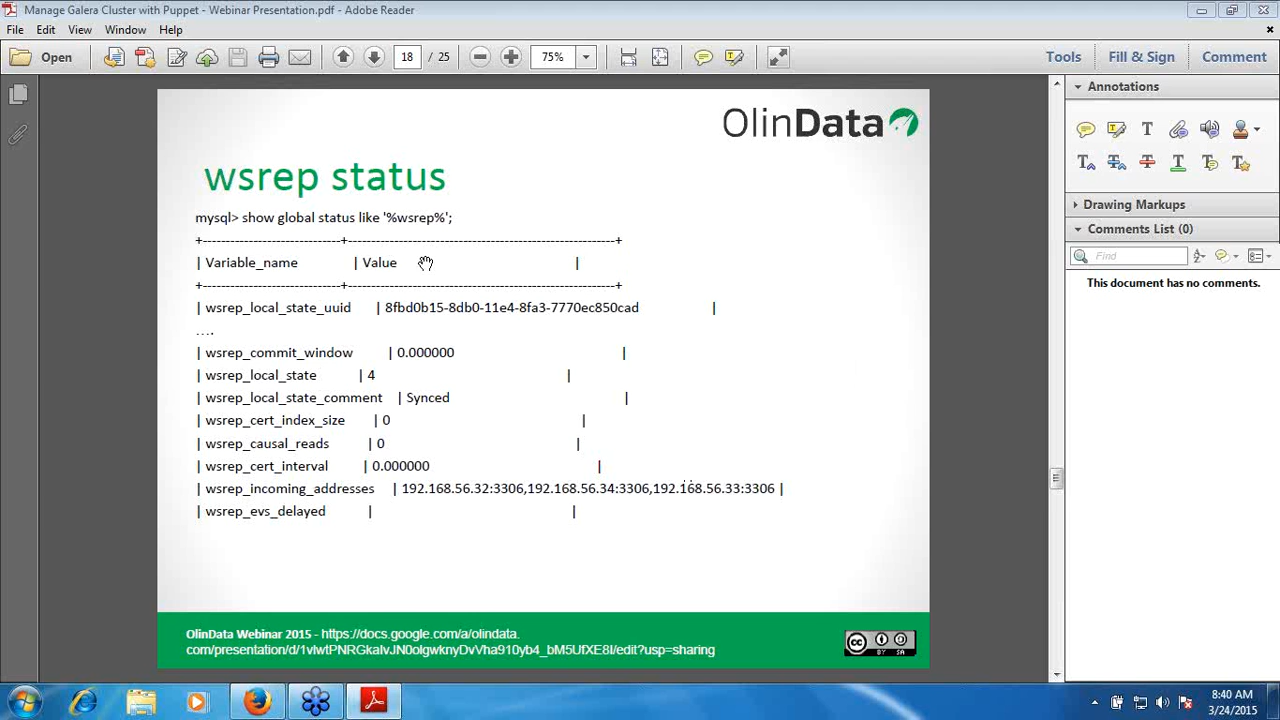 Manage Galera Cluster with Puppet - Webinar Presentation.pdf - Adobe Reader
File Edit View Window Help
Open 18 / 25 75% Tools Fill & Sign Comment
OlinData
wsrep status
mysql> show global status like '%wsrep%';
+------------------------------+----------------------------------------------------------+
| Variable_name | Value |
+------------------------------+----------------------------------------------------------+
| wsrep_local_state_uuid | 8fbd0b15-8db0-11e4-8fa3-7770ec850cad |
....
| wsrep_commit_window | 0.000000 |
| wsrep_local_state | 4 |
| wsrep_local_state_comment | Synced |
| wsrep_cert_index_size | 0 |
| wsrep_causal_reads | 0 |
| wsrep_cert_interval | 0.000000 |
| wsrep_incoming_addresses | 192.168.56.32:3306,192.168.56.34:3306,192.168.56.33:3306 |
| wsrep_evs_delayed | |
OlinData Webinar 2015 - https://docs.google.com/a/olindata.
com/presentation/d/1vlwtPNRGkaIvJN0olgwknyDvVha910yb4_bM5UfXE8I/edit?usp=sharing
cc BY SA
Annotations
Drawing Markups
Comments List (0)
Find
This document has no comments.
8:40 AM
3/24/2015